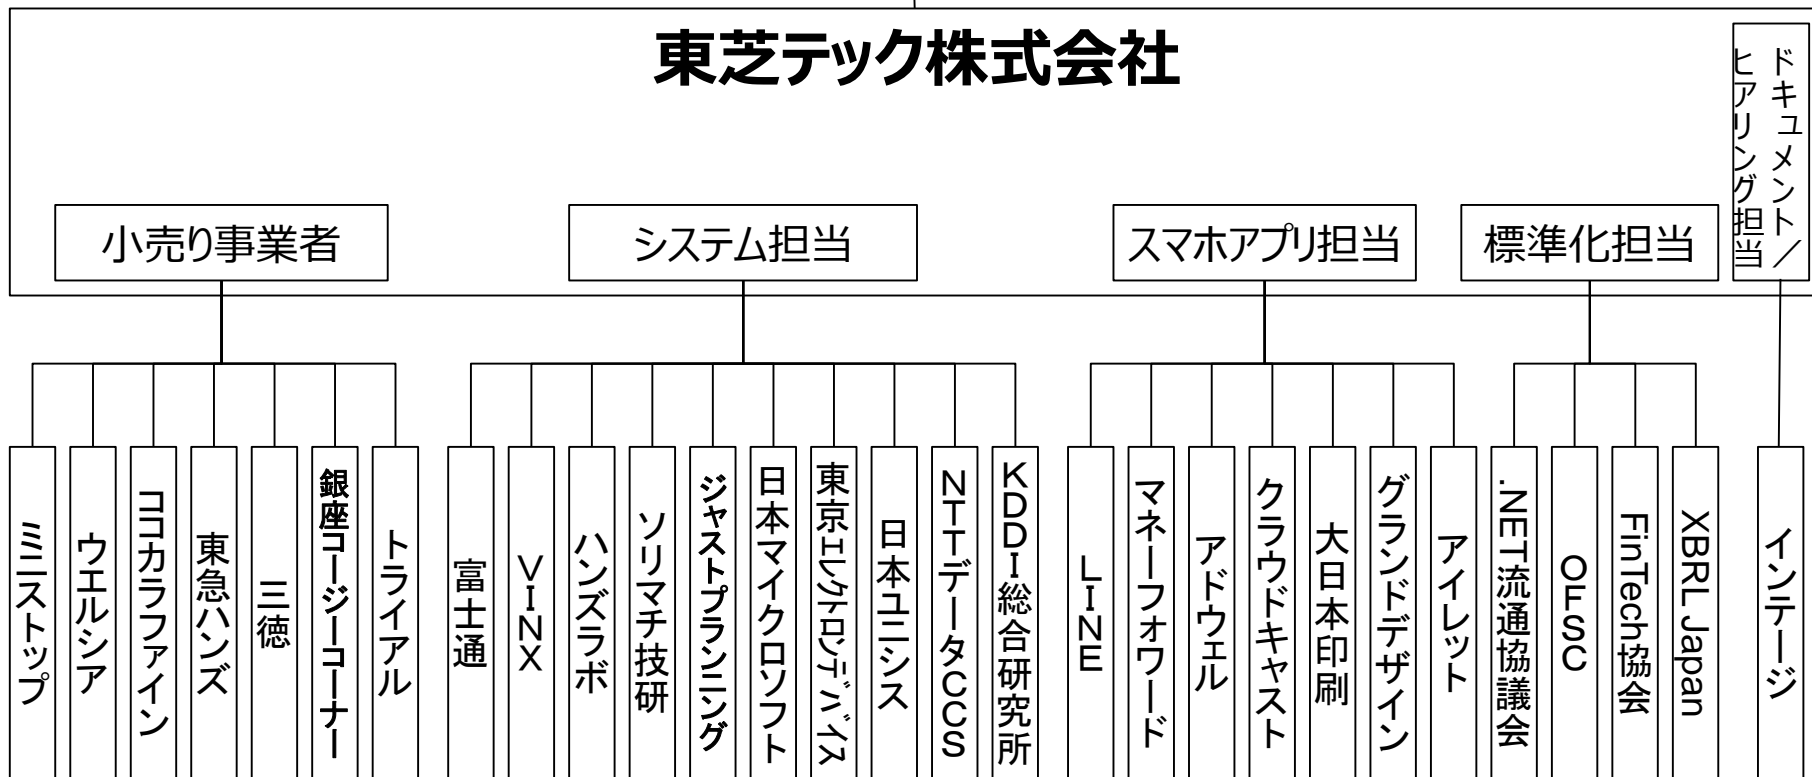 東芝テック株式会社
ドキュメント／
ヒアリング担当
小売り事業者
システム担当
スマホアプリ担当
標準化担当
ミニストップ
ウエルシア
ココカラファイン
東急ハンズ
三徳
銀座コージーコーナー
トライアル
富士通
ＶＩＮＸ
ハンズラボ
ソリマチ技研
ジャストプランニング
日本マイクロソフト
東京エレクトロンデバイス
日本ユニシス
ＮＴＴデータＣＣＳ
ＫＤＤＩ総合研究所
ＬＩＮＥ
マネーフォワード
アドウェル
クラウドキャスト
大日本印刷
グランドデザイン
アイレット
.NET流通協議会
OFSC
FinTech協会
XBRL Japan
インテージ